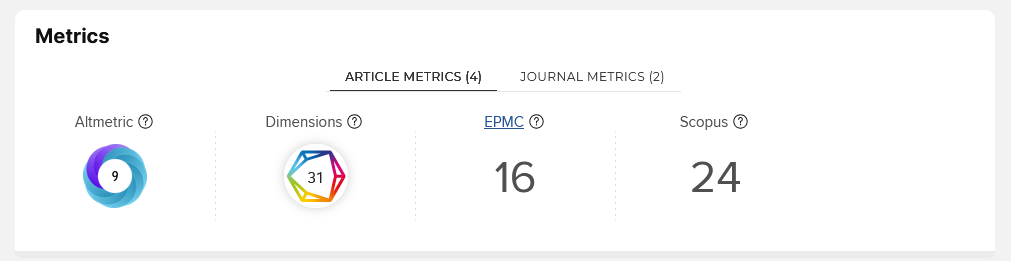 Metrics
ARTICLE METRICS (4) JOURNAL METRICS (2)
Altmetric ? Dimensions ? EPMC ? Scopus ?
9 31 16 24